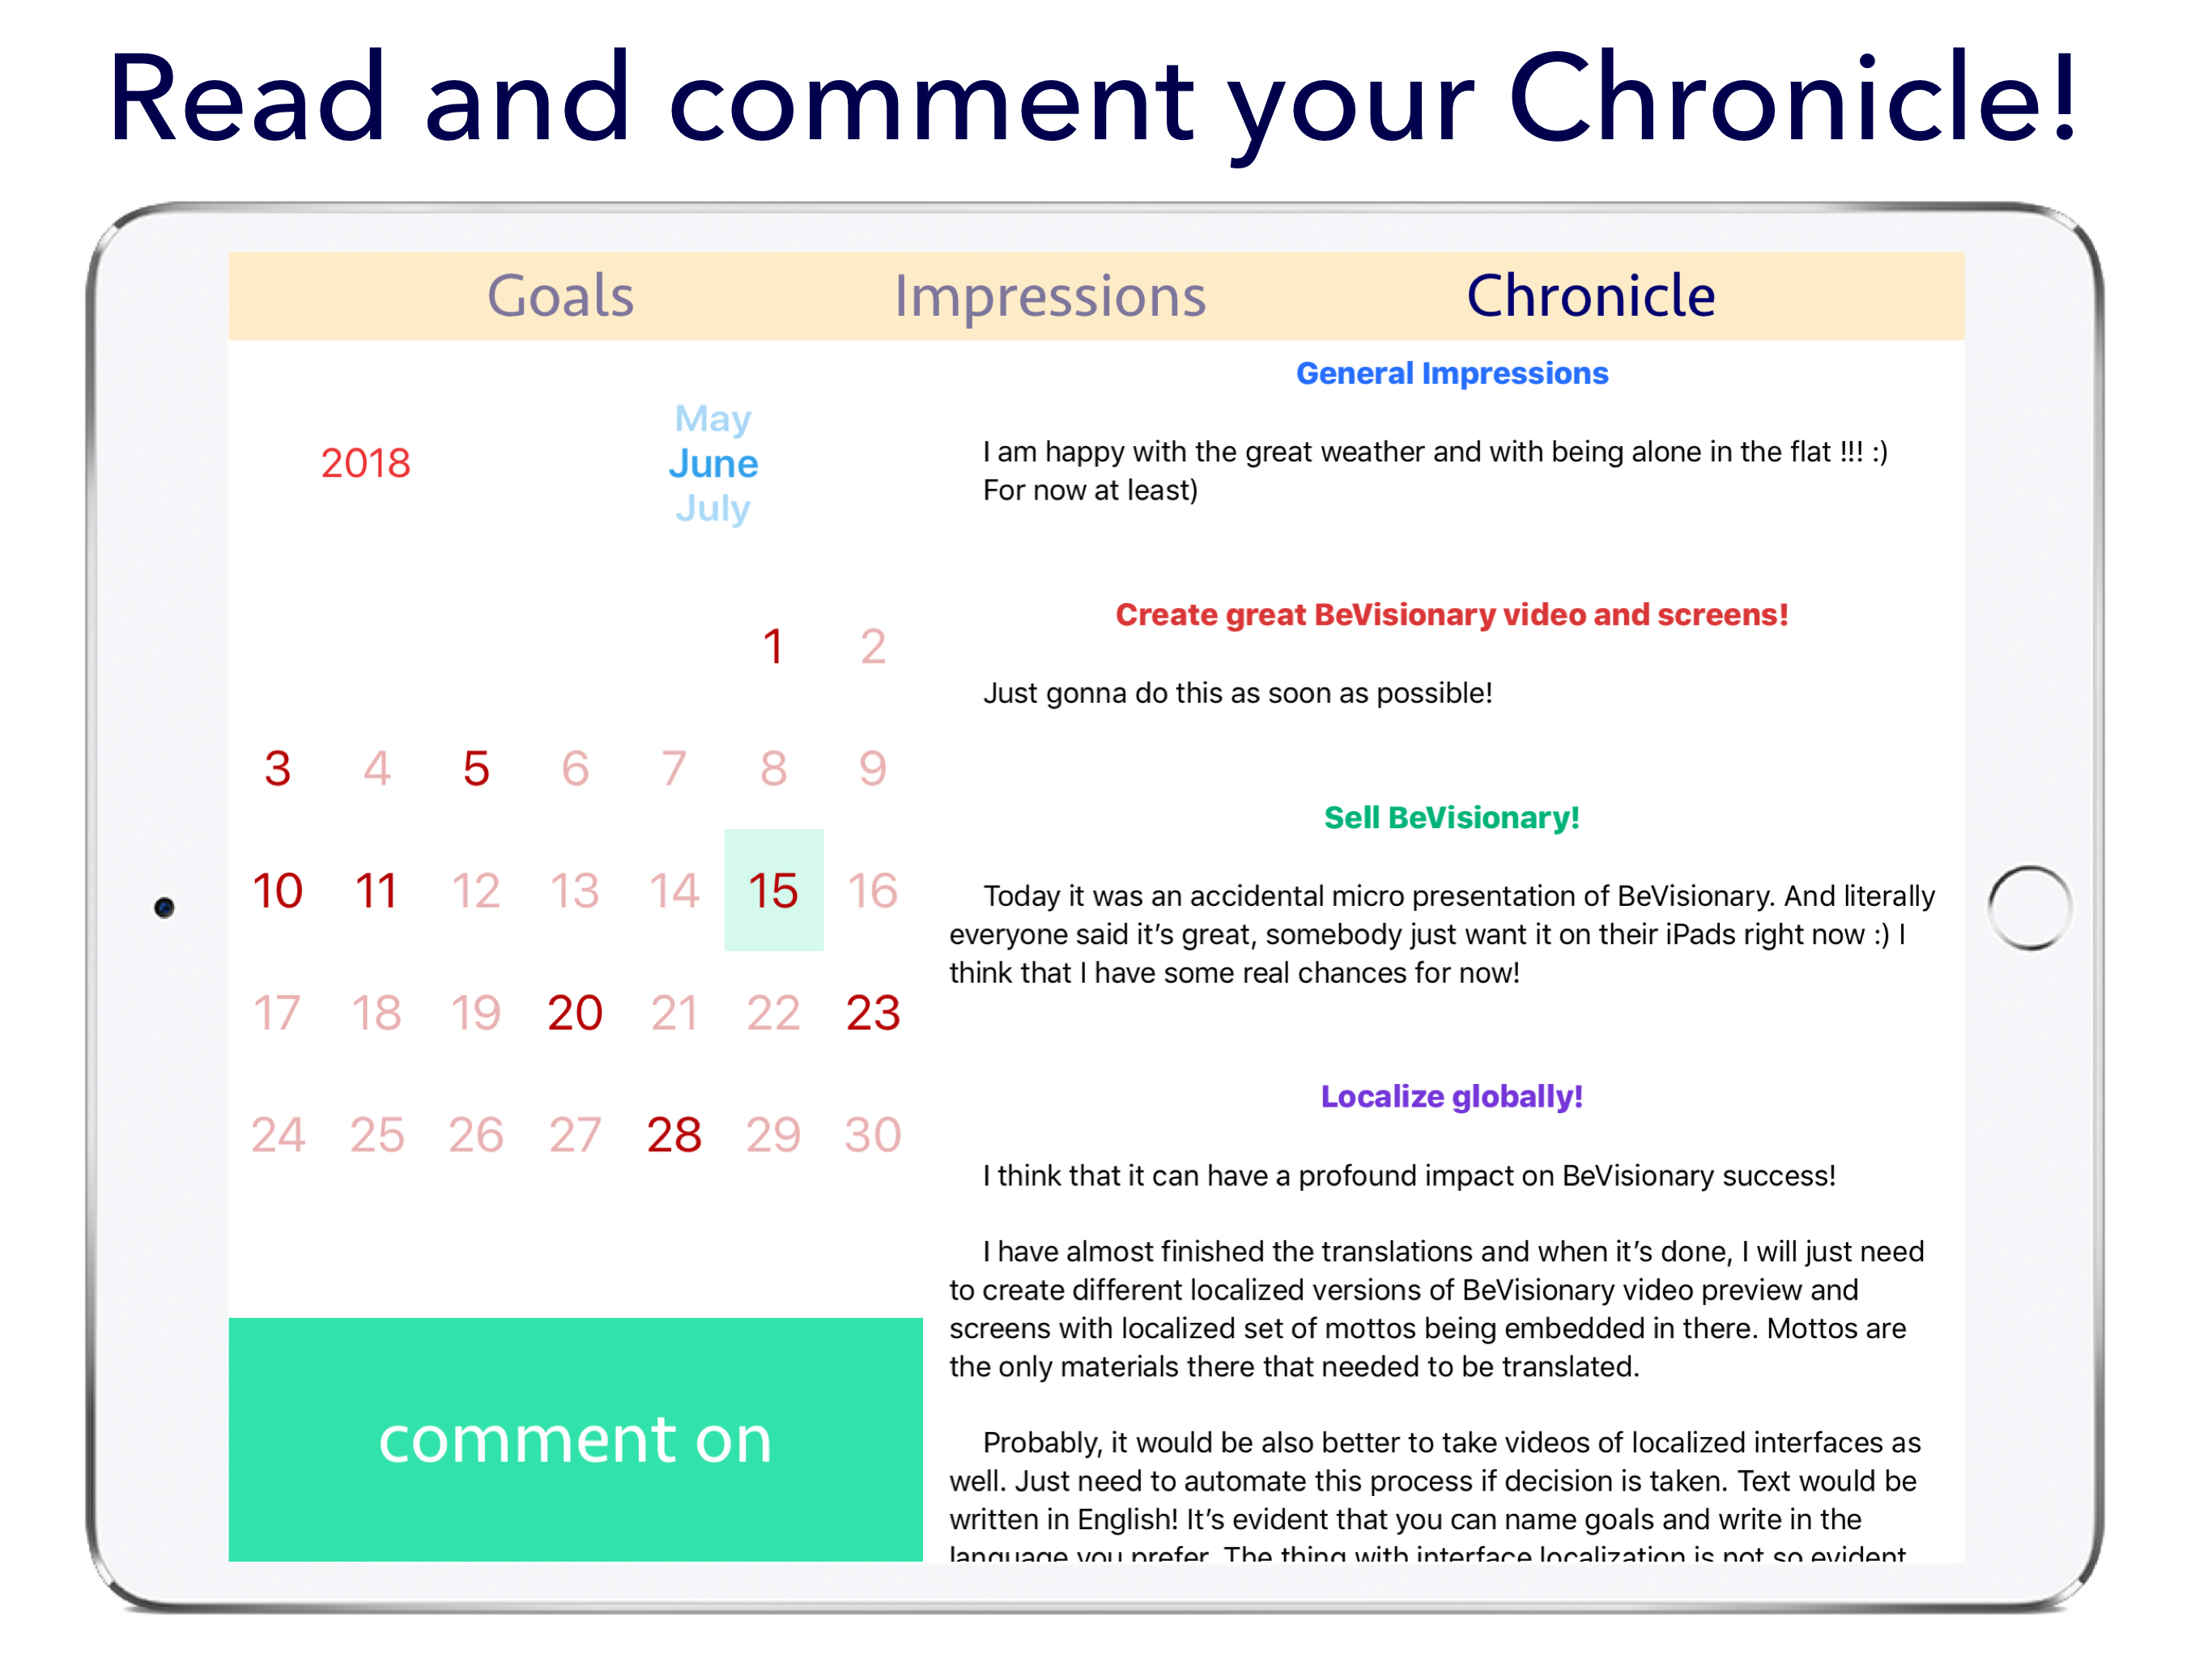 Read and comment your Chronicle!
Goals Impressions Chronicle
2018
May
June
July
1 2
3 4 5 6 7 8 9
10 11 12 13 14 15 16
17 18 19 20 21 22 23
24 25 26 27 28 29 30
comment on
General Impressions
I am happy with the great weather and with being alone in the flat !!! :)
For now at least)
Create great BeVisionary video and screens!
Just gonna do this as soon as possible!
Sell BeVisionary!
Today it was an accidental micro presentation of BeVisionary. And literally
everyone said it’s great, somebody just want it on their iPads right now :) I
think that I have some real chances for now!
Localize globally!
I think that it can have a profound impact on BeVisionary success!
I have almost finished the translations and when it’s done, I will just need
to create different localized versions of BeVisionary video preview and
screens with localized set of mottos being embedded in there. Mottos are
the only materials there that needed to be translated.
Probably, it would be also better to take videos of localized interfaces as
well. Just need to automate this process if decision is taken. Text would be
written in English! It’s evident that you can name goals and write in the
language you prefer. The thing with interface localization is not so evident